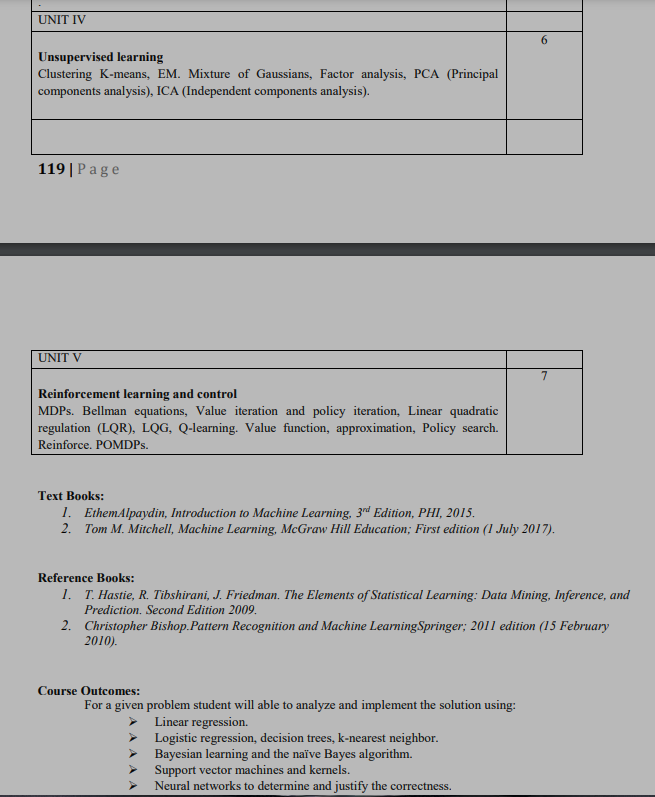 UNIT IV
6
Unsupervised learning
Clustering K-means, EM. Mixture of Gaussians, Factor analysis, PCA (Principal
components analysis), ICA (Independent components analysis).
119 | Page
UNIT V
7
Reinforcement learning and control
MDPs. Bellman equations, Value iteration and policy iteration, Linear quadratic
regulation (LQR), LQG, Q-learning. Value function, approximation, Policy search.
Reinforce. POMDPs.
Text Books:
1. EthemAlpaydin, Introduction to Machine Learning, 3rd Edition, PHI, 2015.
2. Tom M. Mitchell, Machine Learning, McGraw Hill Education; First edition (1 July 2017).
Reference Books:
1. T. Hastie, R. Tibshirani, J. Friedman. The Elements of Statistical Learning: Data Mining, Inference, and
Prediction. Second Edition 2009.
2. Christopher Bishop.Pattern Recognition and Machine LearningSpringer; 2011 edition (15 February
2010).
Course Outcomes:
For a given problem student will able to analyze and implement the solution using:
➤ Linear regression.
➤ Logistic regression, decision trees, k-nearest neighbor.
➤ Bayesian learning and the naïve Bayes algorithm.
➤ Support vector machines and kernels.
➤ Neural networks to determine and justify the correctness.